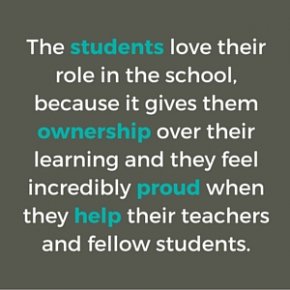 The students love their
role in the school,
because it gives them
ownership over their
learning and they feel
incredibly proud when
they help their teachers
and fellow students.